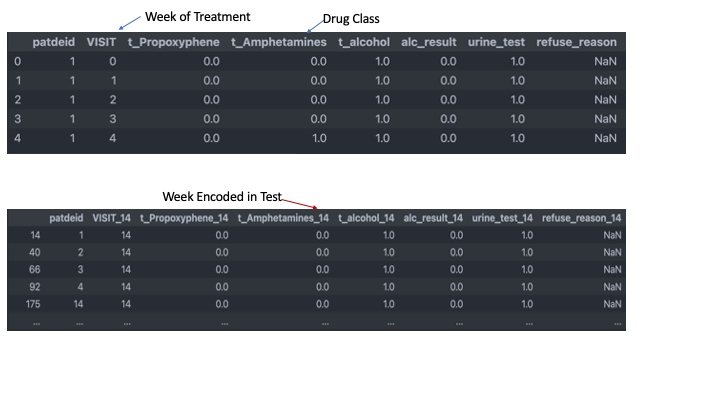 Week of Treatment
Drug Class
patdeid VISIT t_Propoxyphene t_Amphetamines t_alcohol alc_result urine_test refuse_reason
0 1 0 0.0 0.0 1.0 0.0 1.0 NaN
1 1 1 0.0 0.0 1.0 0.0 1.0 NaN
2 1 2 0.0 0.0 1.0 0.0 1.0 NaN
3 1 3 0.0 0.0 1.0 0.0 1.0 NaN
4 1 4 0.0 1.0 1.0 0.0 1.0 NaN
Week Encoded in Test
patdeid VISIT_14 t_Propoxyphene_14 t_Amphetamines_14 t_alcohol_14 alc_result_14 urine_test_14 refuse_reason_14
14 1 14 0.0 0.0 1.0 0.0 1.0 NaN
40 2 14 0.0 0.0 1.0 0.0 1.0 NaN
66 3 14 0.0 0.0 1.0 0.0 1.0 NaN
92 4 14 0.0 0.0 1.0 0.0 1.0 NaN
175 14 14 0.0 0.0 1.0 0.0 1.0 NaN
... ... ... ... ... ... ... ... ...